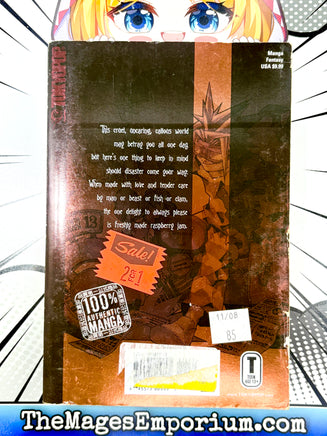 TOKYOPOP
Manga
Fantasy
USA $9.99
This cruel, uncaring, callous world
may betray you all one day
but here's one thing to keep in mind
should disaster come your way:
When made with love and tender care
by man or beast or fish or clam,
the one delight to always please
is freshly made raspberry jam.
Sale!
2 for 1
100%
AUTHENTIC
MANGA
11/08
85
T
TEEN
AGE 13+
TheMagesEmporium.com